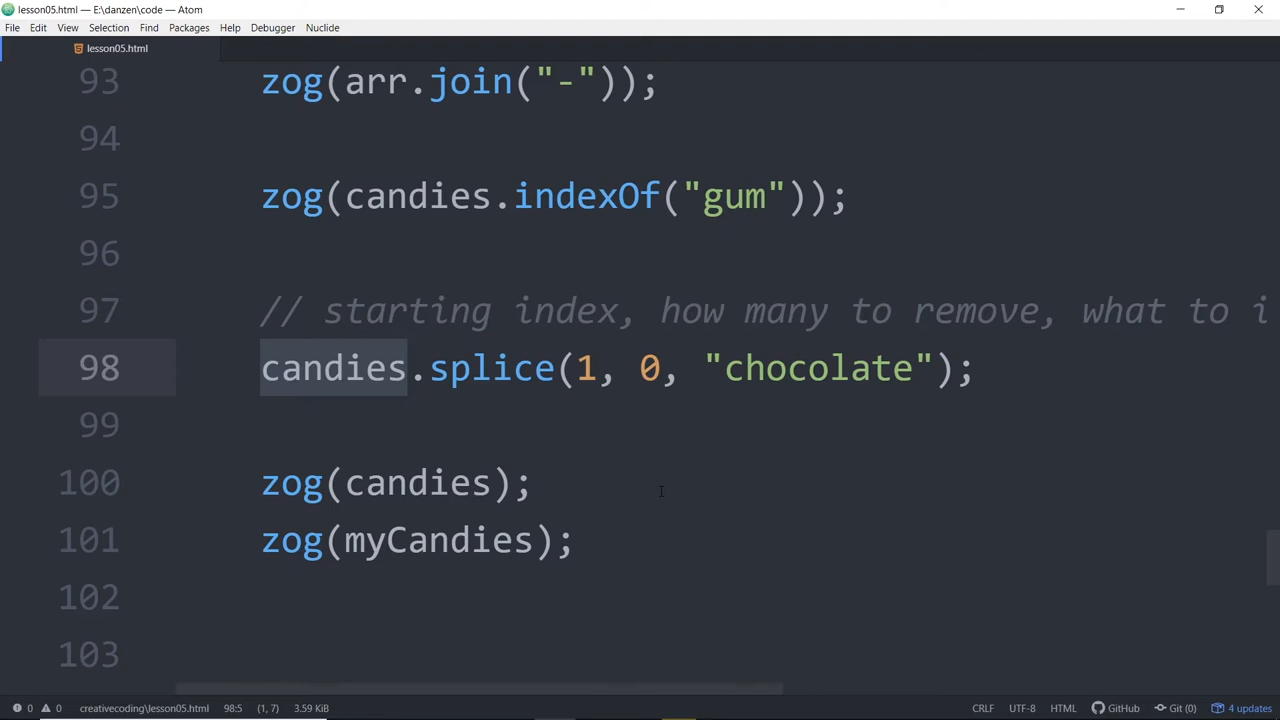 lesson05.html — E:\danzen\code — Atom
File Edit View Selection Find Packages Help Debugger Nuclide
lesson05.html
93 zog(arr.join("-"));
94
95 zog(candies.indexOf("gum"));
96
97 // starting index, how many to remove, what to i
98 candies.splice(1, 0, "chocolate");
99
100 zog(candies);
101 zog(myCandies);
102
103
0 0 creativecoding\lesson05.html 98:5 (1, 7) 3.59 KiB CRLF UTF-8 HTML GitHub Git (0) 4 updates